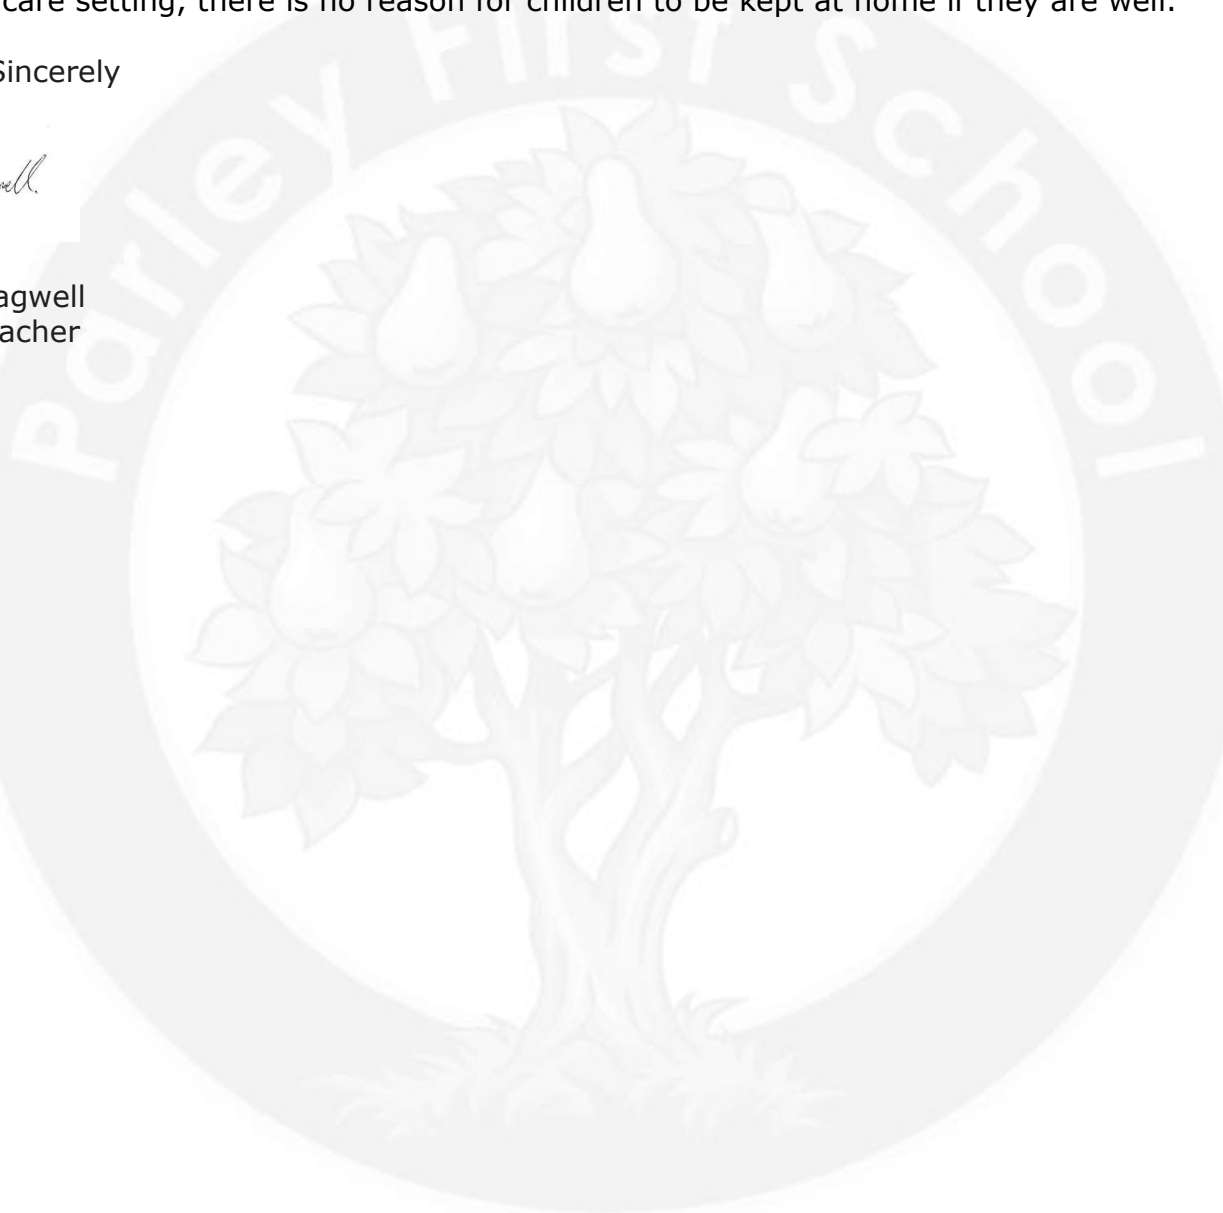 care setting, there is no reason for children to be kept at home if they are well.
Sincerely
agwell
acher
Parley First School